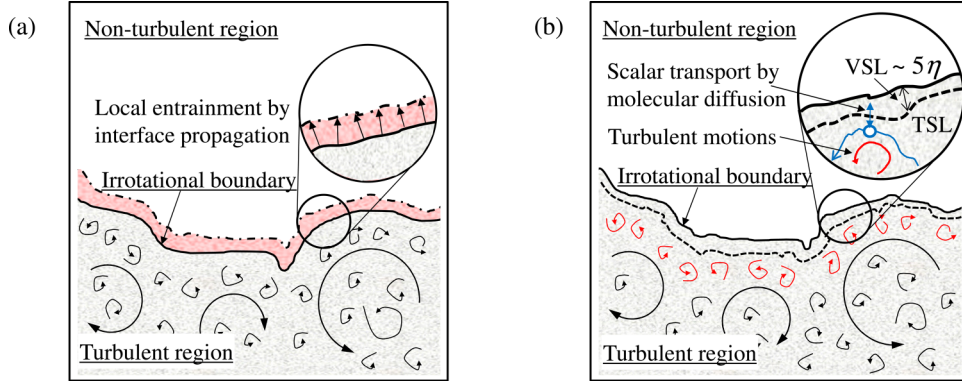 (a)
Non-turbulent region
Local entrainment by
interface propagation
Irrotational boundary
Turbulent region
(b)
Non-turbulent region
Scalar transport by
molecular diffusion
VSL ~ 5η
TSL
Turbulent motions
Irrotational boundary
Turbulent region